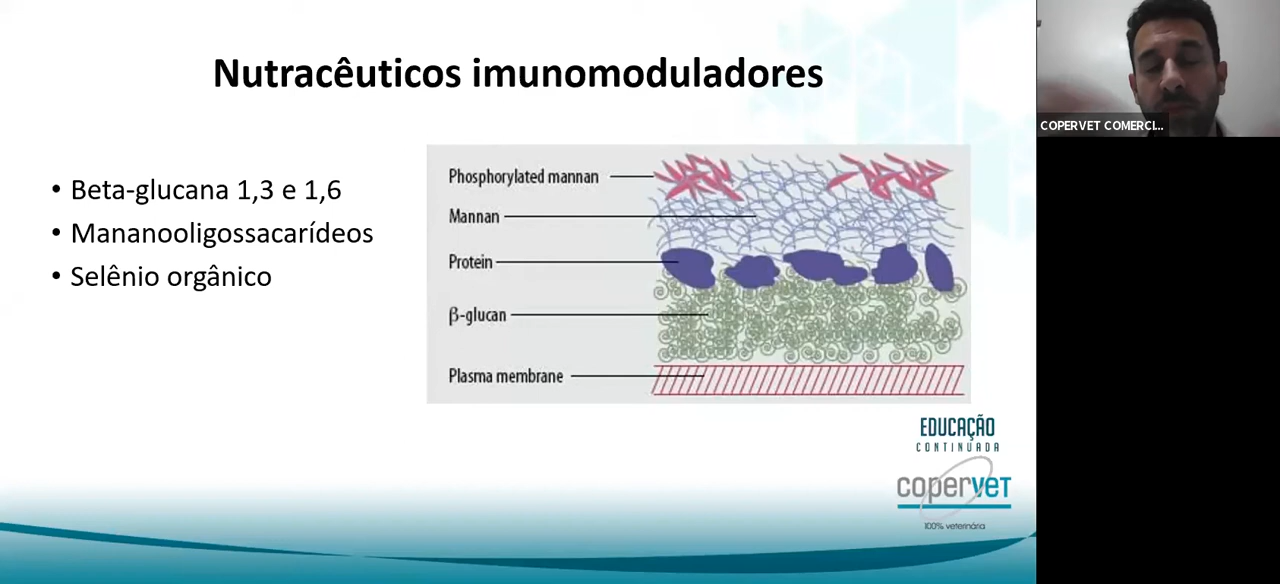 Nutracêuticos imunomoduladores
• Beta-glucana 1,3 e 1,6
• Mananooligossacarídeos
• Selênio orgânico
Phosphorylated mannan
Mannan
Protein
β-glucan
Plasma membrane
EDUCAÇÃO
CONTINUADA
copervet
100% veterinária
COPERVET COMERCI...